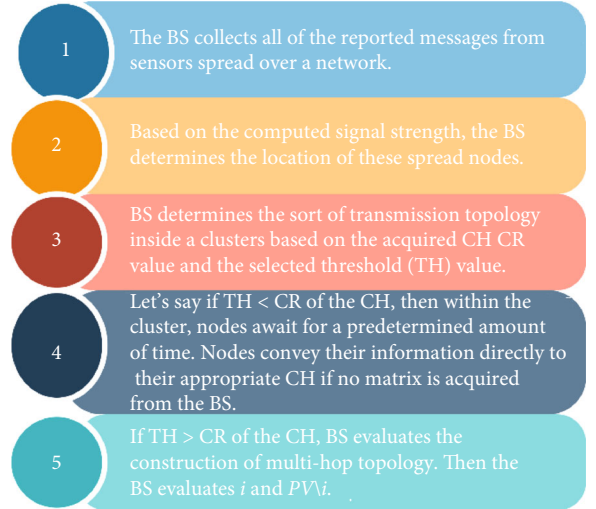 1
The BS collects all of the reported messages from
sensors spread over a network.
2
Based on the computed signal strength, the BS
determines the location of these spread nodes.
3
BS determines the sort of transmission topology
inside a clusters based on the acquired CH CR
value and the selected threshold (TH) value.
4
Let's say if TH < CR of the CH, then within the
cluster, nodes await for a predetermined amount
of time. Nodes convey their information directly to
their appropriate CH if no matrix is acquired
from the BS.
5
If TH > CR of the CH, BS evaluates the
construction of multi-hop topology. Then the
BS evaluates i and PV\i.